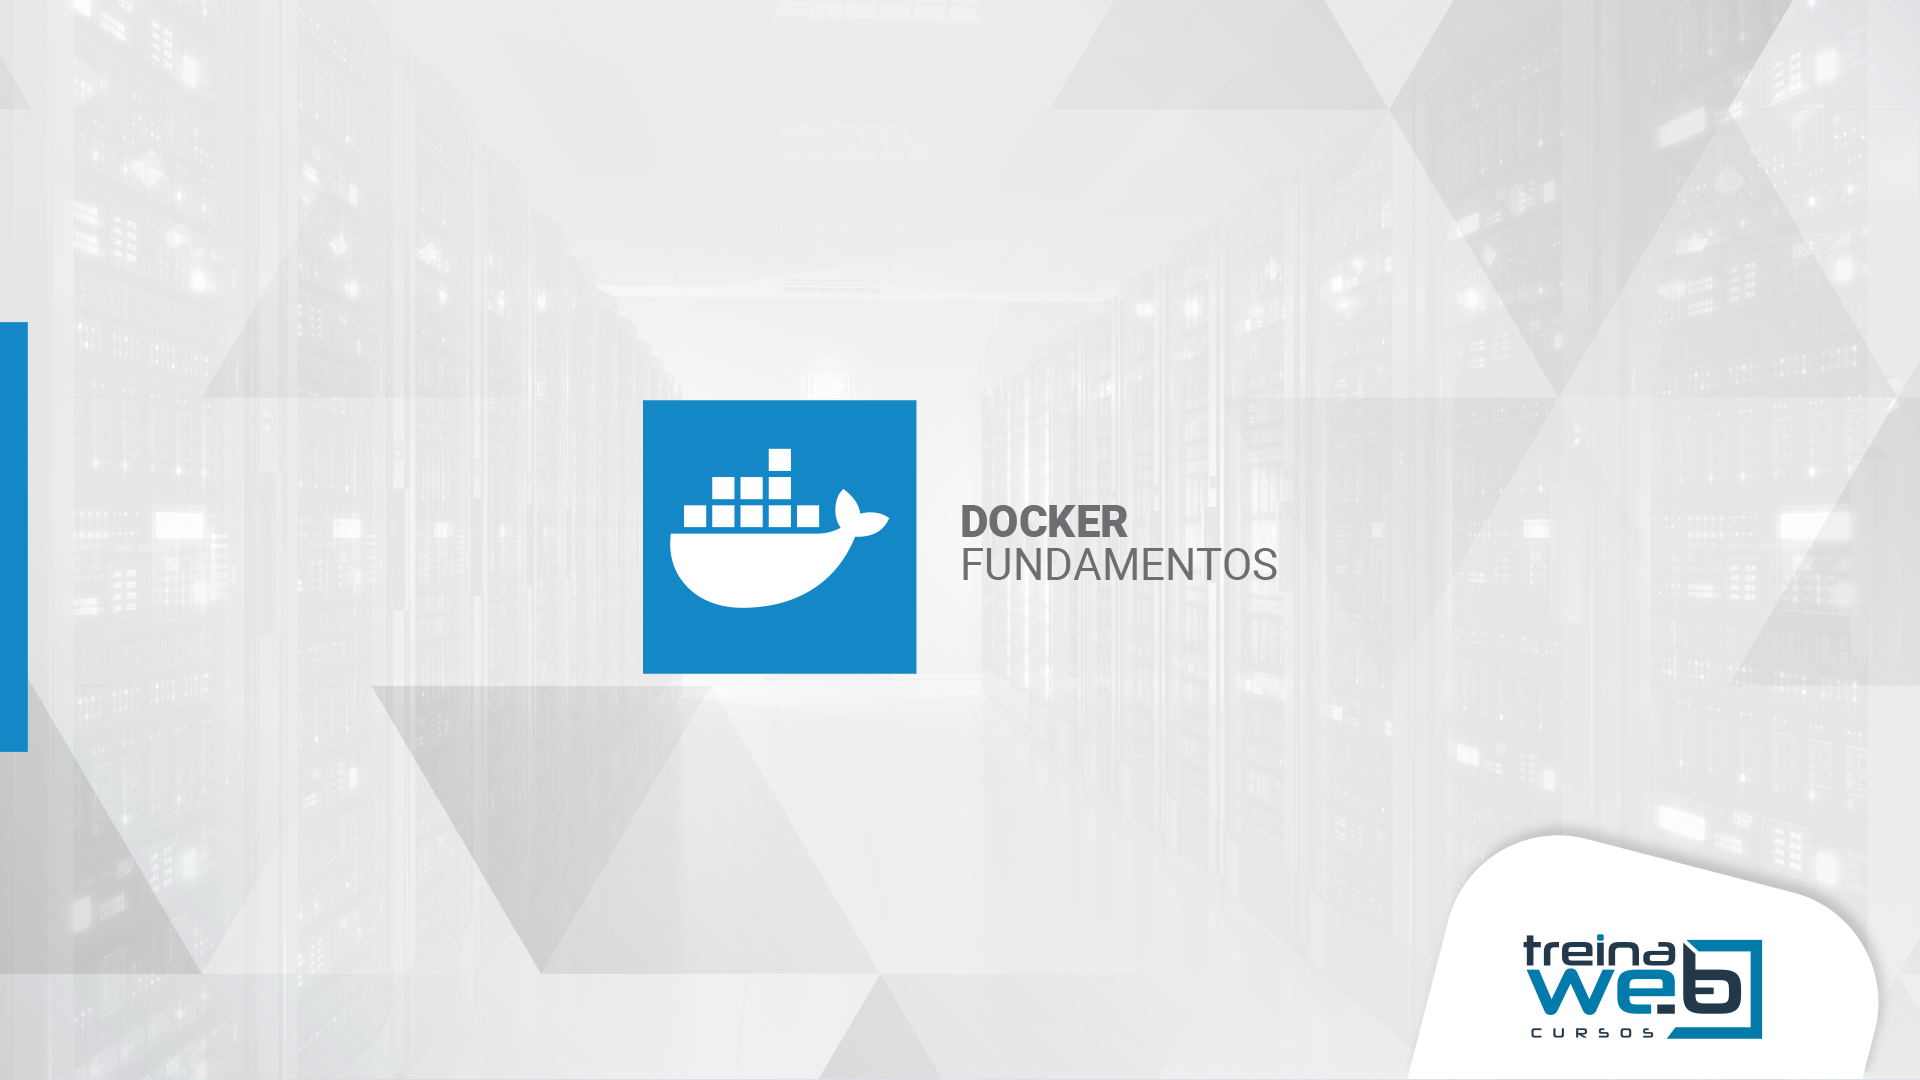 DOCKER
FUNDAMENTOS
treina
web
CURSOS